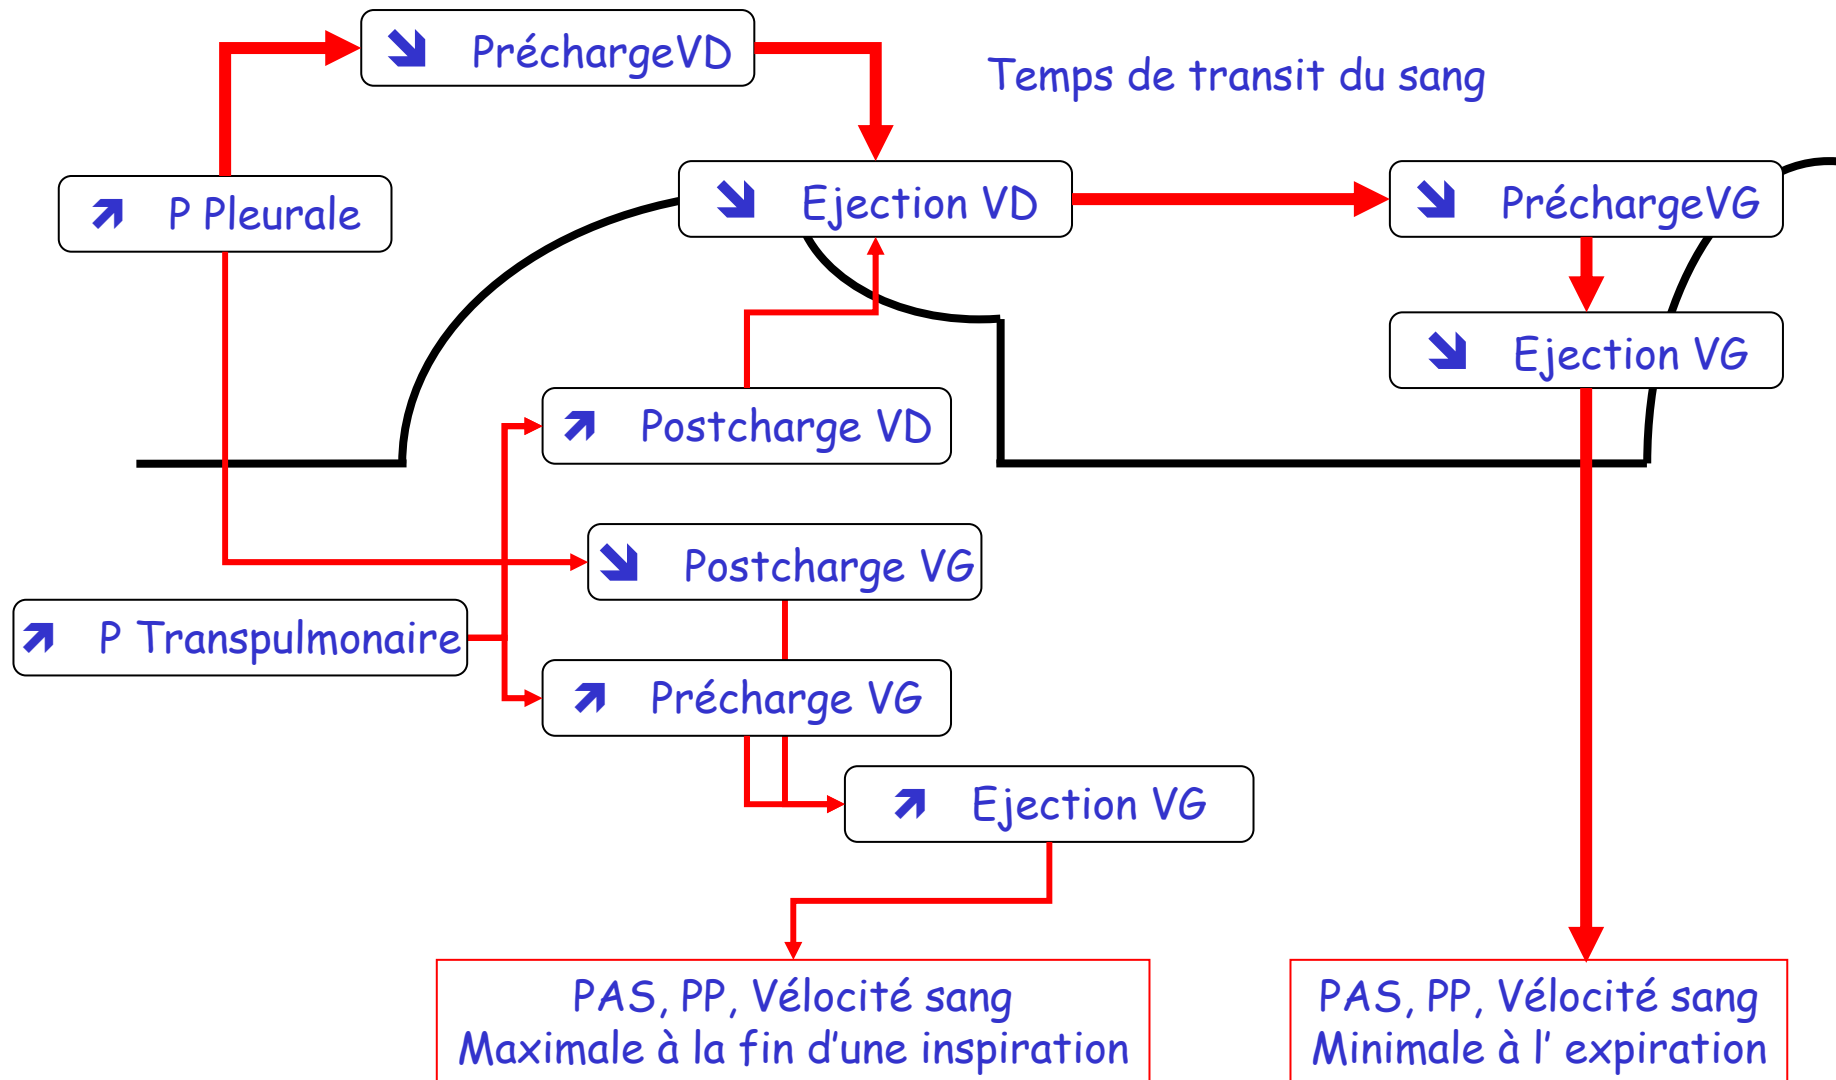 PréchargeVD
Temps de transit du sang
P Pleurale
Ejection VD
PréchargeVG
Ejection VG
Postcharge VD
Postcharge VG
P Transpulmonaire
Précharge VG
Ejection VG
PAS, PP, Vélocité sang
Maximale à la fin d'une inspiration
PAS, PP, Vélocité sang
Minimale à l' expiration